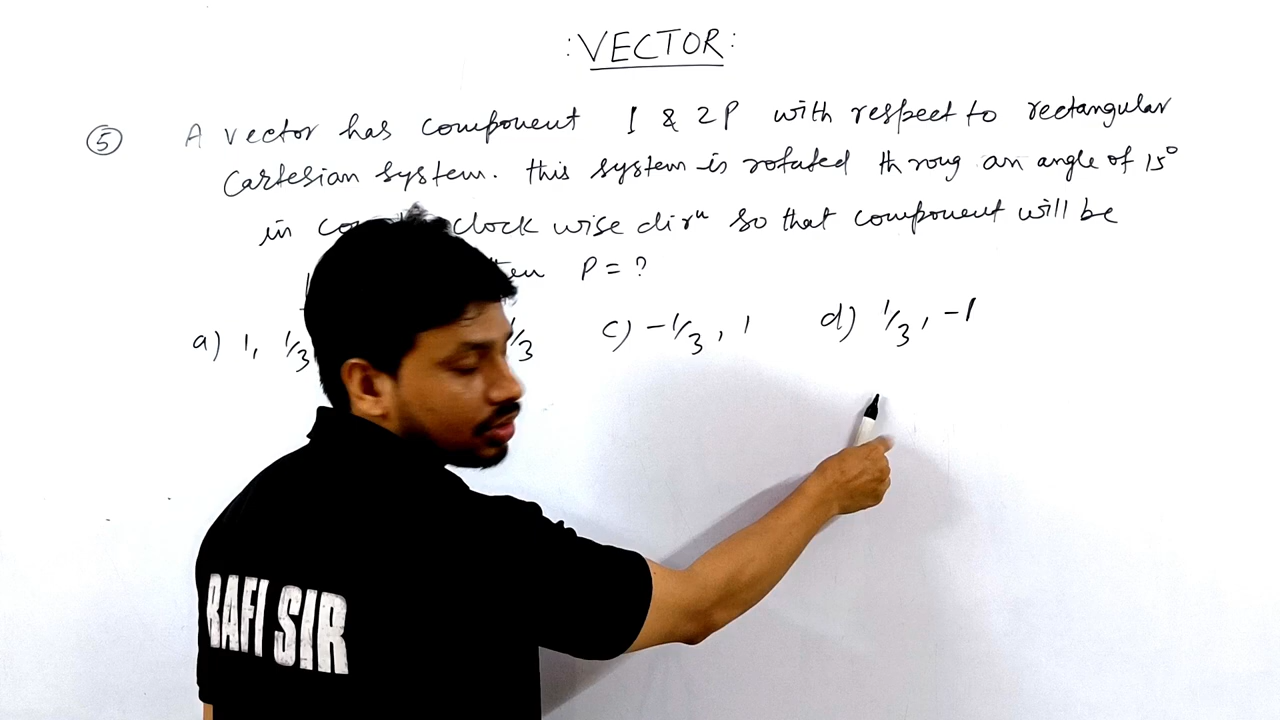 : VECTOR :
⑤ A vector has component 1 & 2P with respect to rectangular
Cartesian system. this system is rotated throug an angle of 15°
in clock wise dirⁿ so that component will be
P = ?
a) 1, 1/3 1/3 c) -1/3, 1 d) 1/3, -1
RAFI SIR